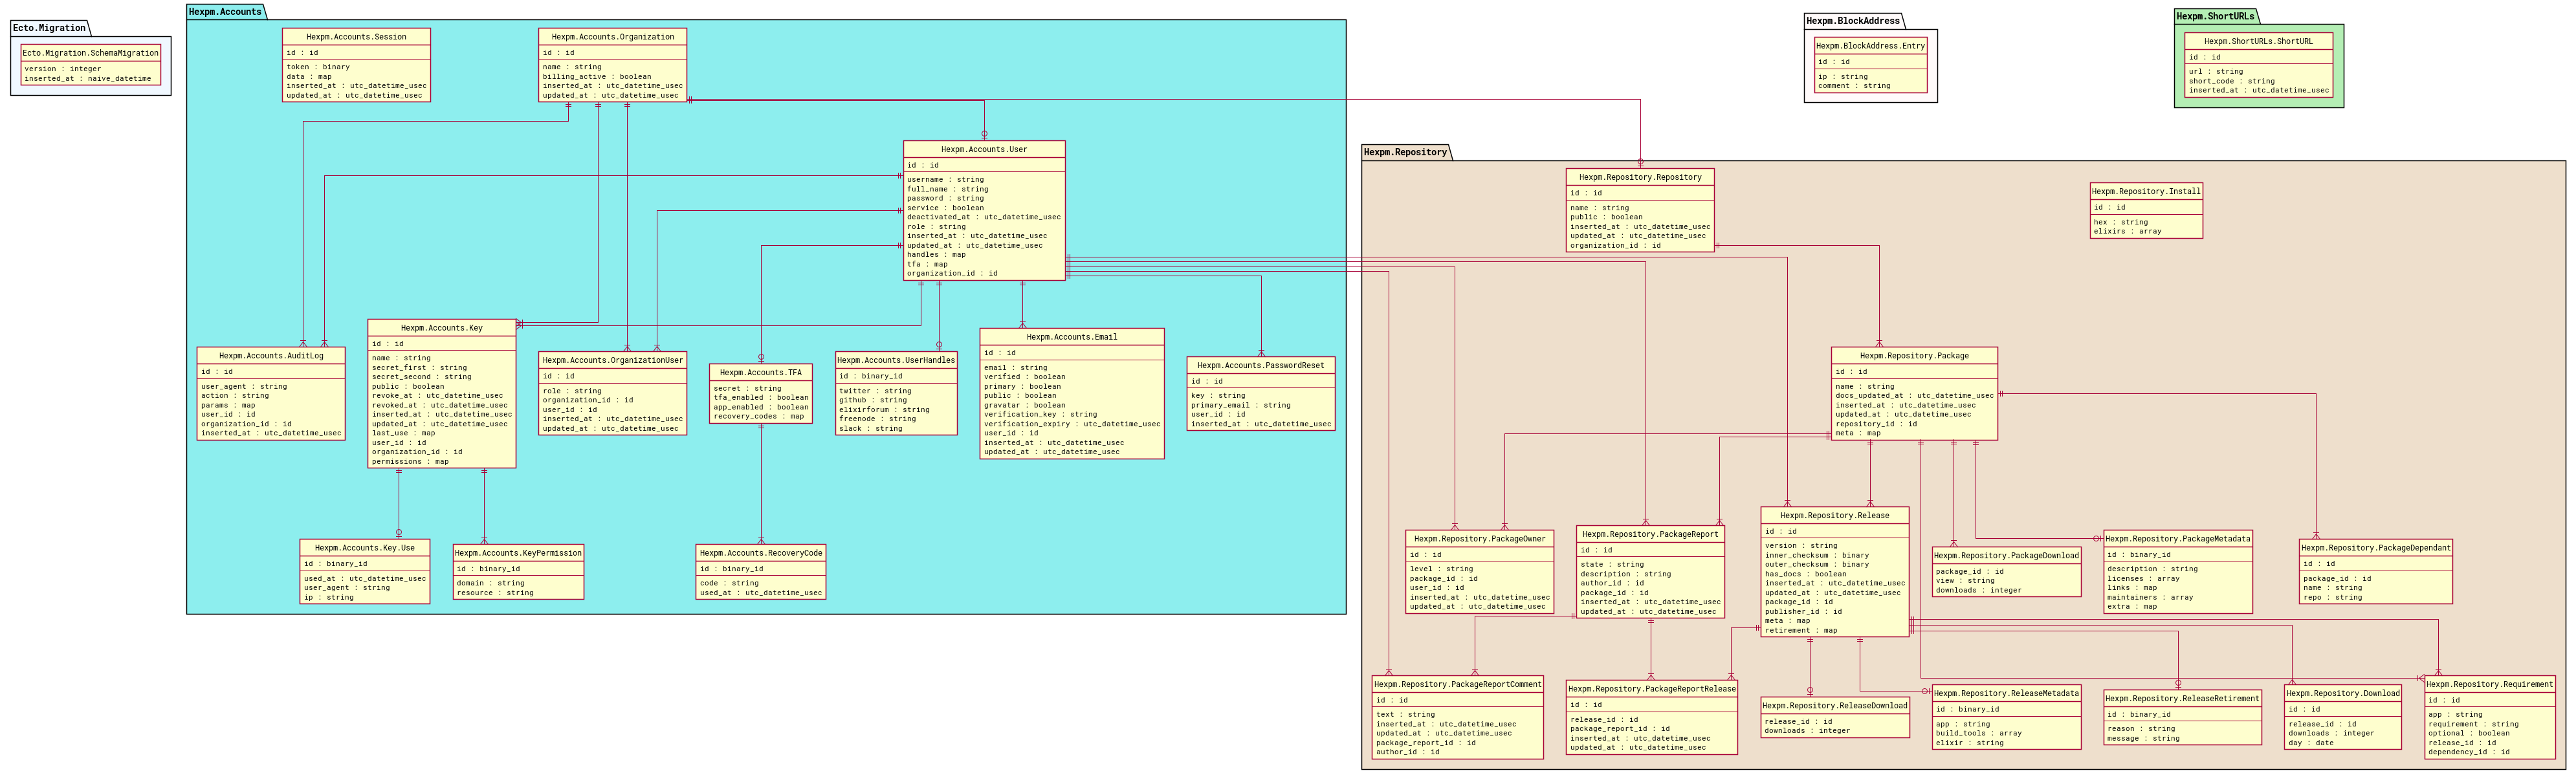 Ecto.Migration
Ecto.Migration.SchemaMigration
version : integer
inserted_at : naive_datetime
Hexpm.Accounts
Hexpm.Accounts.Session
id : id
token : binary
data : map
inserted_at : utc_datetime_usec
updated_at : utc_datetime_usec
Hexpm.Accounts.Organization
id : id
name : string
billing_active : boolean
inserted_at : utc_datetime_usec
updated_at : utc_datetime_usec
Hexpm.Accounts.User
id : id
username : string
full_name : string
password : string
service : boolean
deactivated_at : utc_datetime_usec
role : string
inserted_at : utc_datetime_usec
updated_at : utc_datetime_usec
handles : map
tfa : map
organization_id : id
Hexpm.Accounts.AuditLog
id : id
user_agent : string
action : string
params : map
user_id : id
organization_id : id
inserted_at : utc_datetime_usec
Hexpm.Accounts.Key
id : id
name : string
secret_first : string
secret_second : string
public : boolean
revoke_at : utc_datetime_usec
revoked_at : utc_datetime_usec
inserted_at : utc_datetime_usec
updated_at : utc_datetime_usec
last_use : map
user_id : id
organization_id : id
permissions : map
Hexpm.Accounts.OrganizationUser
id : id
role : string
organization_id : id
user_id : id
inserted_at : utc_datetime_usec
updated_at : utc_datetime_usec
Hexpm.Accounts.TFA
secret : string
tfa_enabled : boolean
app_enabled : boolean
recovery_codes : map
Hexpm.Accounts.UserHandles
id : binary_id
twitter : string
github : string
elixirforum : string
freenode : string
slack : string
Hexpm.Accounts.Email
id : id
email : string
verified : boolean
primary : boolean
public : boolean
gravatar : boolean
verification_key : string
verification_expiry : utc_datetime_usec
user_id : id
inserted_at : utc_datetime_usec
updated_at : utc_datetime_usec
Hexpm.Accounts.PasswordReset
id : id
key : string
primary_email : string
user_id : id
inserted_at : utc_datetime_usec
Hexpm.Accounts.Key.Use
id : binary_id
used_at : utc_datetime_usec
user_agent : string
ip : string
Hexpm.Accounts.KeyPermission
id : binary_id
domain : string
resource : string
Hexpm.Accounts.RecoveryCode
id : binary_id
code : string
used_at : utc_datetime_usec
Hexpm.BlockAddress
Hexpm.BlockAddress.Entry
id : id
ip : string
comment : string
Hexpm.ShortURLs
Hexpm.ShortURLs.ShortURL
id : id
url : string
short_code : string
inserted_at : utc_datetime_usec
Hexpm.Repository
Hexpm.Repository.Repository
id : id
name : string
public : boolean
inserted_at : utc_datetime_usec
updated_at : utc_datetime_usec
organization_id : id
Hexpm.Repository.Install
id : id
hex : string
elixirs : array
Hexpm.Repository.Package
id : id
name : string
docs_updated_at : utc_datetime_usec
inserted_at : utc_datetime_usec
updated_at : utc_datetime_usec
repository_id : id
meta : map
Hexpm.Repository.PackageOwner
id : id
level : string
package_id : id
user_id : id
inserted_at : utc_datetime_usec
updated_at : utc_datetime_usec
Hexpm.Repository.PackageReport
id : id
state : string
description : string
author_id : id
package_id : id
inserted_at : utc_datetime_usec
updated_at : utc_datetime_usec
Hexpm.Repository.Release
id : id
version : string
inner_checksum : binary
outer_checksum : binary
has_docs : boolean
inserted_at : utc_datetime_usec
updated_at : utc_datetime_usec
package_id : id
publisher_id : id
meta : map
retirement : map
Hexpm.Repository.PackageDownload
package_id : id
view : string
downloads : integer
Hexpm.Repository.PackageMetadata
id : binary_id
description : string
licenses : array
links : map
maintainers : array
extra : map
Hexpm.Repository.PackageDependant
id : id
package_id : id
name : string
repo : string
Hexpm.Repository.PackageReportComment
id : id
text : string
inserted_at : utc_datetime_usec
updated_at : utc_datetime_usec
package_report_id : id
author_id : id
Hexpm.Repository.PackageReportRelease
id : id
release_id : id
package_report_id : id
inserted_at : utc_datetime_usec
updated_at : utc_datetime_usec
Hexpm.Repository.ReleaseDownload
release_id : id
downloads : integer
Hexpm.Repository.ReleaseMetadata
id : binary_id
app : string
build_tools : array
elixir : string
Hexpm.Repository.ReleaseRetirement
id : binary_id
reason : string
message : string
Hexpm.Repository.Download
id : id
release_id : id
downloads : integer
day : date
Hexpm.Repository.Requirement
id : id
app : string
requirement : string
optional : boolean
release_id : id
dependency_id : id